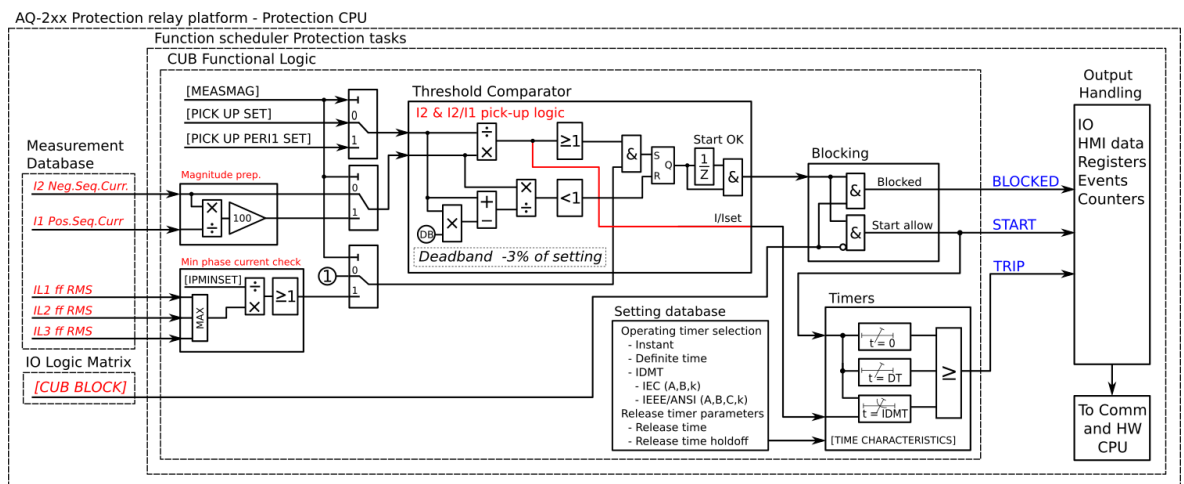 AQ-2xx Protection relay platform - Protection CPU
Function scheduler Protection tasks
CUB Functional Logic
Measurement
Database
I2 Neg.Seq.Curr.
I1 Pos.Seq.Curr
IL1 ff RMS
IL2 ff RMS
IL3 ff RMS
IO Logic Matrix
[CUB BLOCK]
[MEASMAG]
[PICK UP SET]
[PICK UP PERI1 SET]
0
1
Magnitude prep.
×
÷
100
0
1
Min phase current check
[IPMINSET]
MAX
÷
×
≥1
1
0
1
Threshold Comparator
I2 & I2/I1 pick-up logic
÷
×
≥1
&
S
R
Q
Start OK
1
Z
&
DB
×
+
−
×
÷
<1
I/Iset
Deadband -3% of setting
Blocking
&
Blocked
&
Start allow
BLOCKED
START
TRIP
Setting database
Operating timer selection
- Instant
- Definite time
- IDMT
- IEC (A,B,k)
- IEEE/ANSI (A,B,C,k)
Release timer parameters
- Release time
- Release time holdoff
Timers
t = 0
t = DT
t = IDMT
≥
[TIME CHARACTERISTICS]
Output
Handling
IO
HMI data
Registers
Events
Counters
To Comm
and HW
CPU